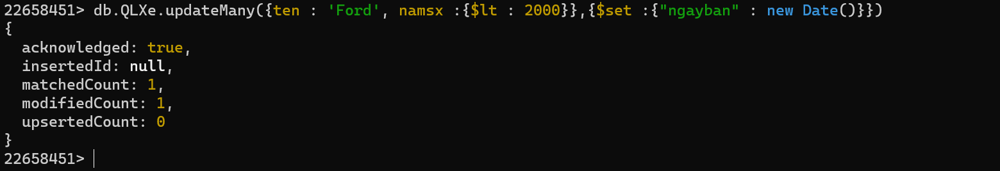 22658451> db.QLXe.updateMany({ten : 'Ford', namsx :{$lt : 2000}},{$set :{"ngayban" : new Date()}})
{
  acknowledged: true,
  insertedId: null,
  matchedCount: 1,
  modifiedCount: 1,
  upsertedCount: 0
}
22658451>